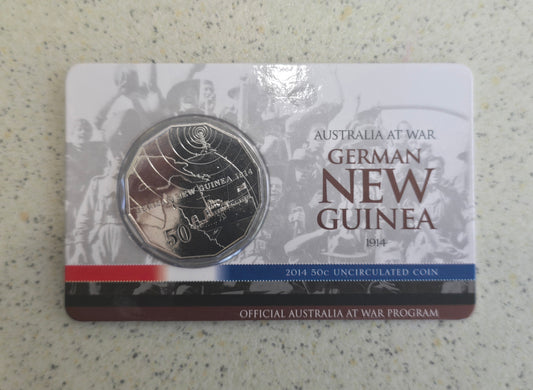 AUSTRALIA AT WAR
GERMAN
NEW
GUINEA
1914
NEW GUINEA 1914
50
2014 50c UNCIRCULATED COIN
OFFICIAL AUSTRALIA AT WAR PROGRAM